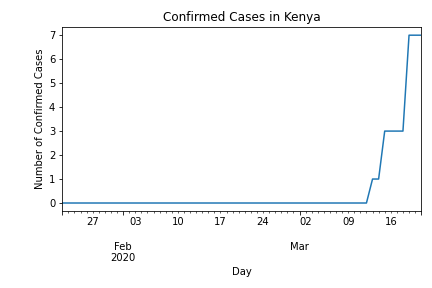 Confirmed Cases in Kenya
Number of Confirmed Cases
7
6
5
4
3
2
1
0
27 03 10 17 24 02 09 16
Feb Mar
2020
Day